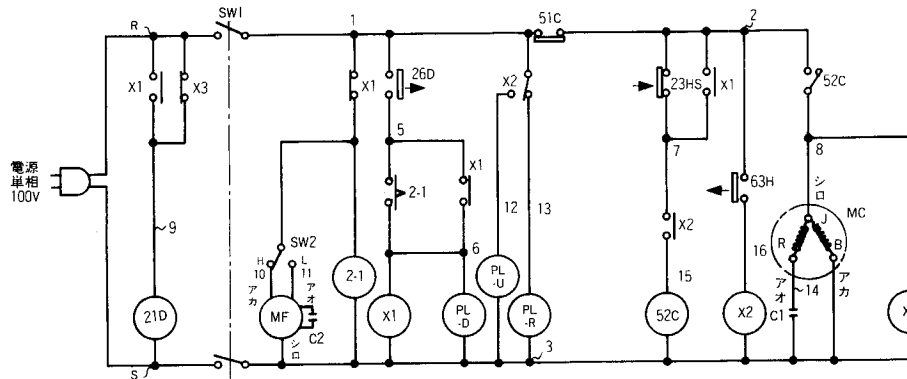 SW1
R
1
51C
2
X1
X3
X1
26D
X2
23HS
X1
52C
5
電源
単相
100V
2-1
X1
7
8
シロ
12
13
63H
J
MC
9
SW2
X2
16
R
B
H
10
アカ
L
11
アオ
6
15
アオ
14
アカ
21D
MF
C2
シロ
2-1
X1
PL
-D
PL
-U
PL
-R
52C
X2
C1
X
S
3